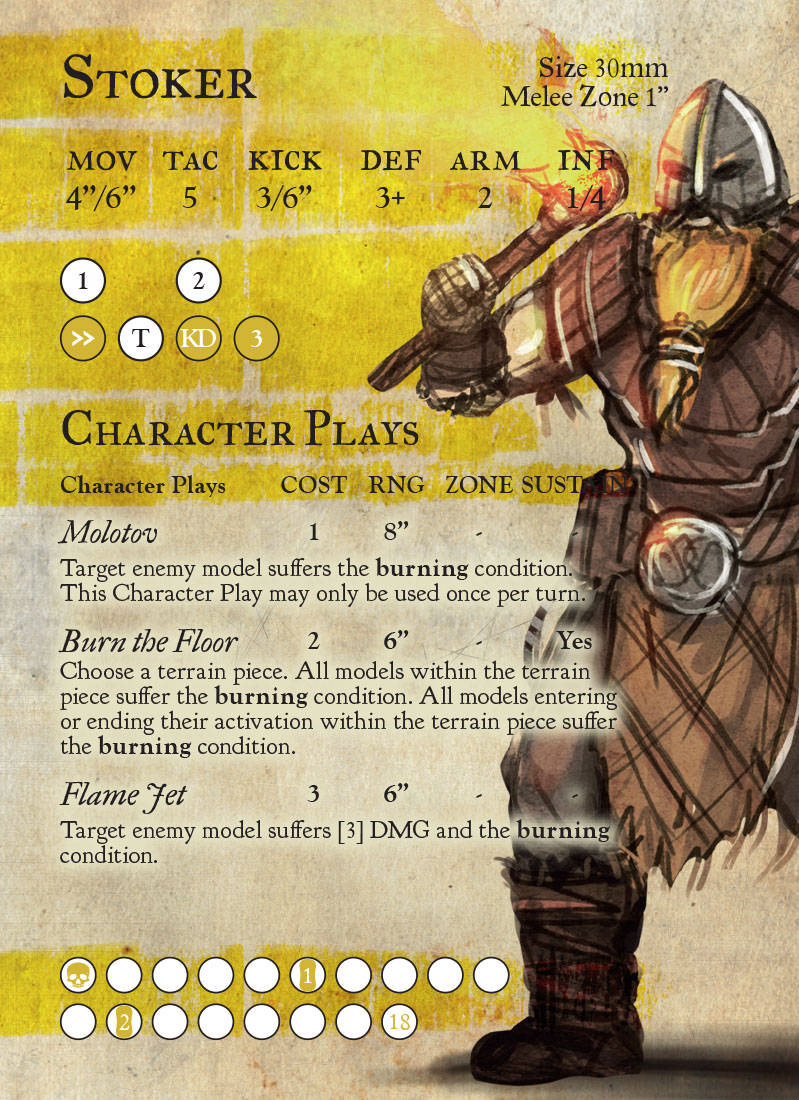 Stoker
Size 30mm
Melee Zone 1”
MOV TAC KICK DEF ARM INF
4”/6” 5 3/6” 3+ 2 1/4
1 2
>> T KD 3
Character Plays
Character Plays COST RNG ZONE SUSTAIN
Molotov 1 8” - -
Target enemy model suffers the burning condition.
This Character Play may only be used once per turn.
Burn the Floor 2 6” - Yes
Choose a terrain piece. All models within the terrain
piece suffer the burning condition. All models entering
or ending their activation within the terrain piece suffer
the burning condition.
Flame Jet 3 6” - -
Target enemy model suffers [3] DMG and the burning
condition.
1
2 18